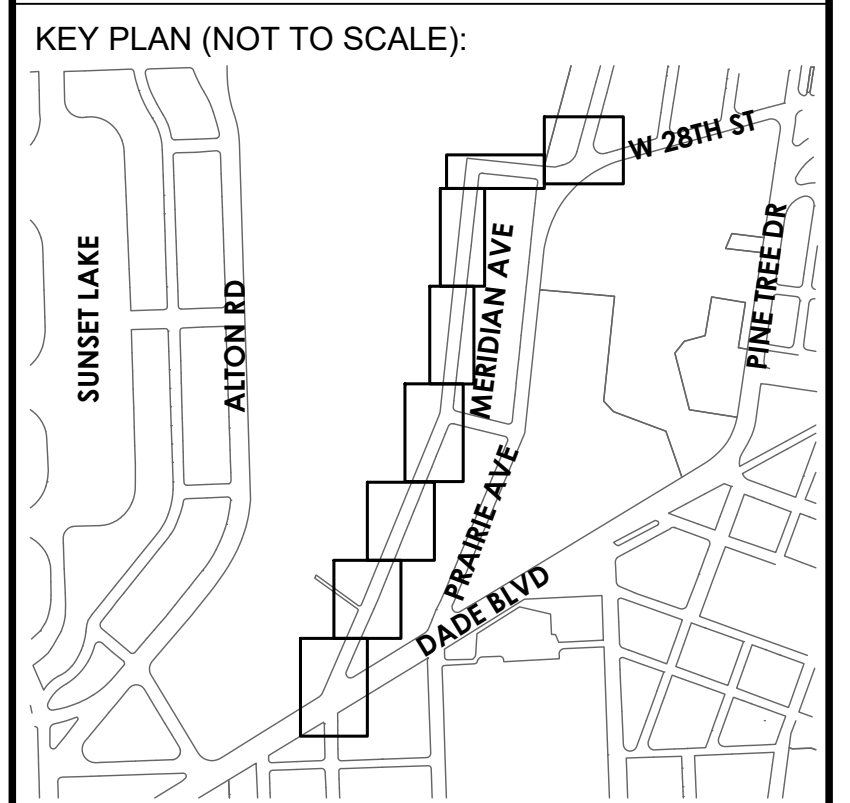 KEY PLAN (NOT TO SCALE):
W 28TH ST
SUNSET LAKE
ALTON RD
MERIDIAN AVE
PINE TREE DR
PRAIRIE AVE
DADE BLVD